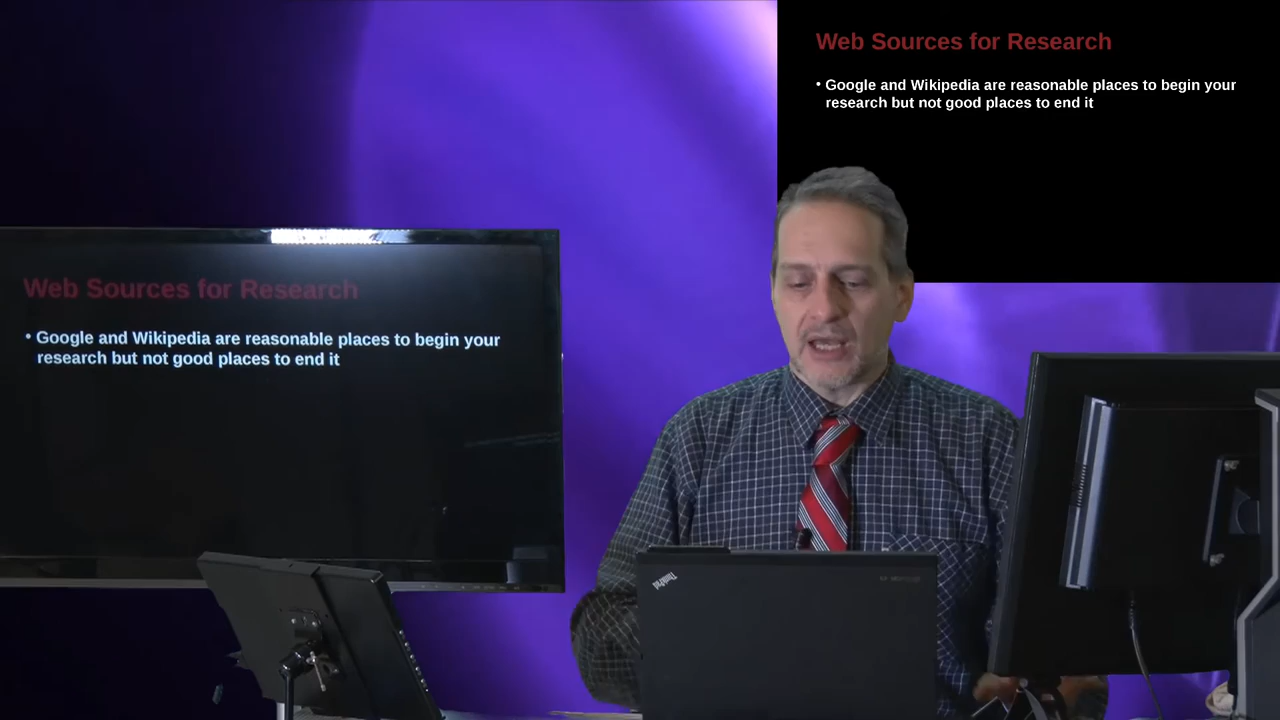 Web Sources for Research
• Google and Wikipedia are reasonable places to begin your
research but not good places to end it
Web Sources for Research
• Google and Wikipedia are reasonable places to begin your
research but not good places to end it
ThinkPad